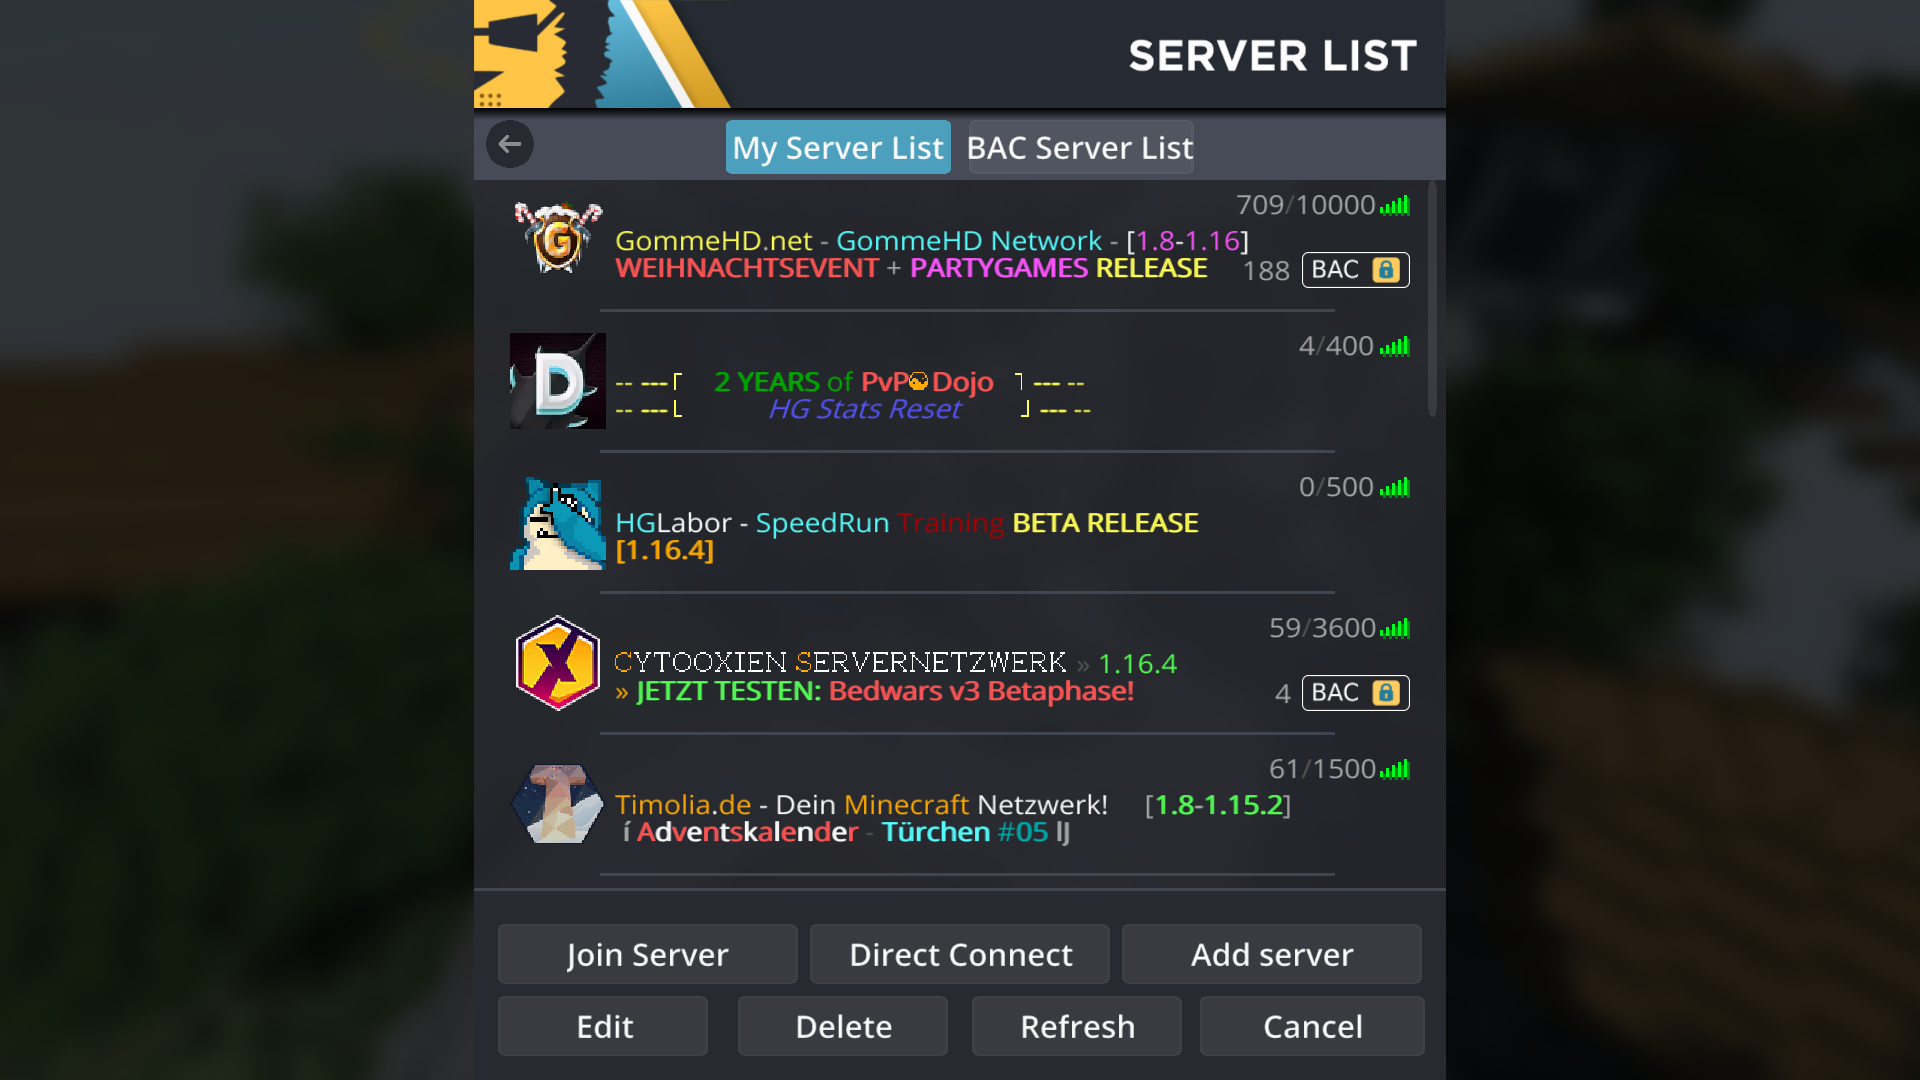 SERVER LIST
My Server List
BAC Server List
709/10000
GommeHD.net - GommeHD Network - [1.8-1.16]
WEIHNACHTSEVENT + PARTYGAMES RELEASE
188 BAC
4/400
-- ---「 2 YEARS of PvP Dojo ㄱ --- --
-- ---L HG Stats Reset 」 --- --
0/500
HGLabor - SpeedRun Training BETA RELEASE
[1.16.4]
59/3600
CYTOOXIEN SERVERNETZWERK » 1.16.4
» JETZT TESTEN: Bedwars v3 Betaphase!
4 BAC
61/1500
Timolia.de - Dein Minecraft Netzwerk! [1.8-1.15.2]
í Adventskalender - Türchen #05 lJ
Join Server
Direct Connect
Add server
Edit
Delete
Refresh
Cancel